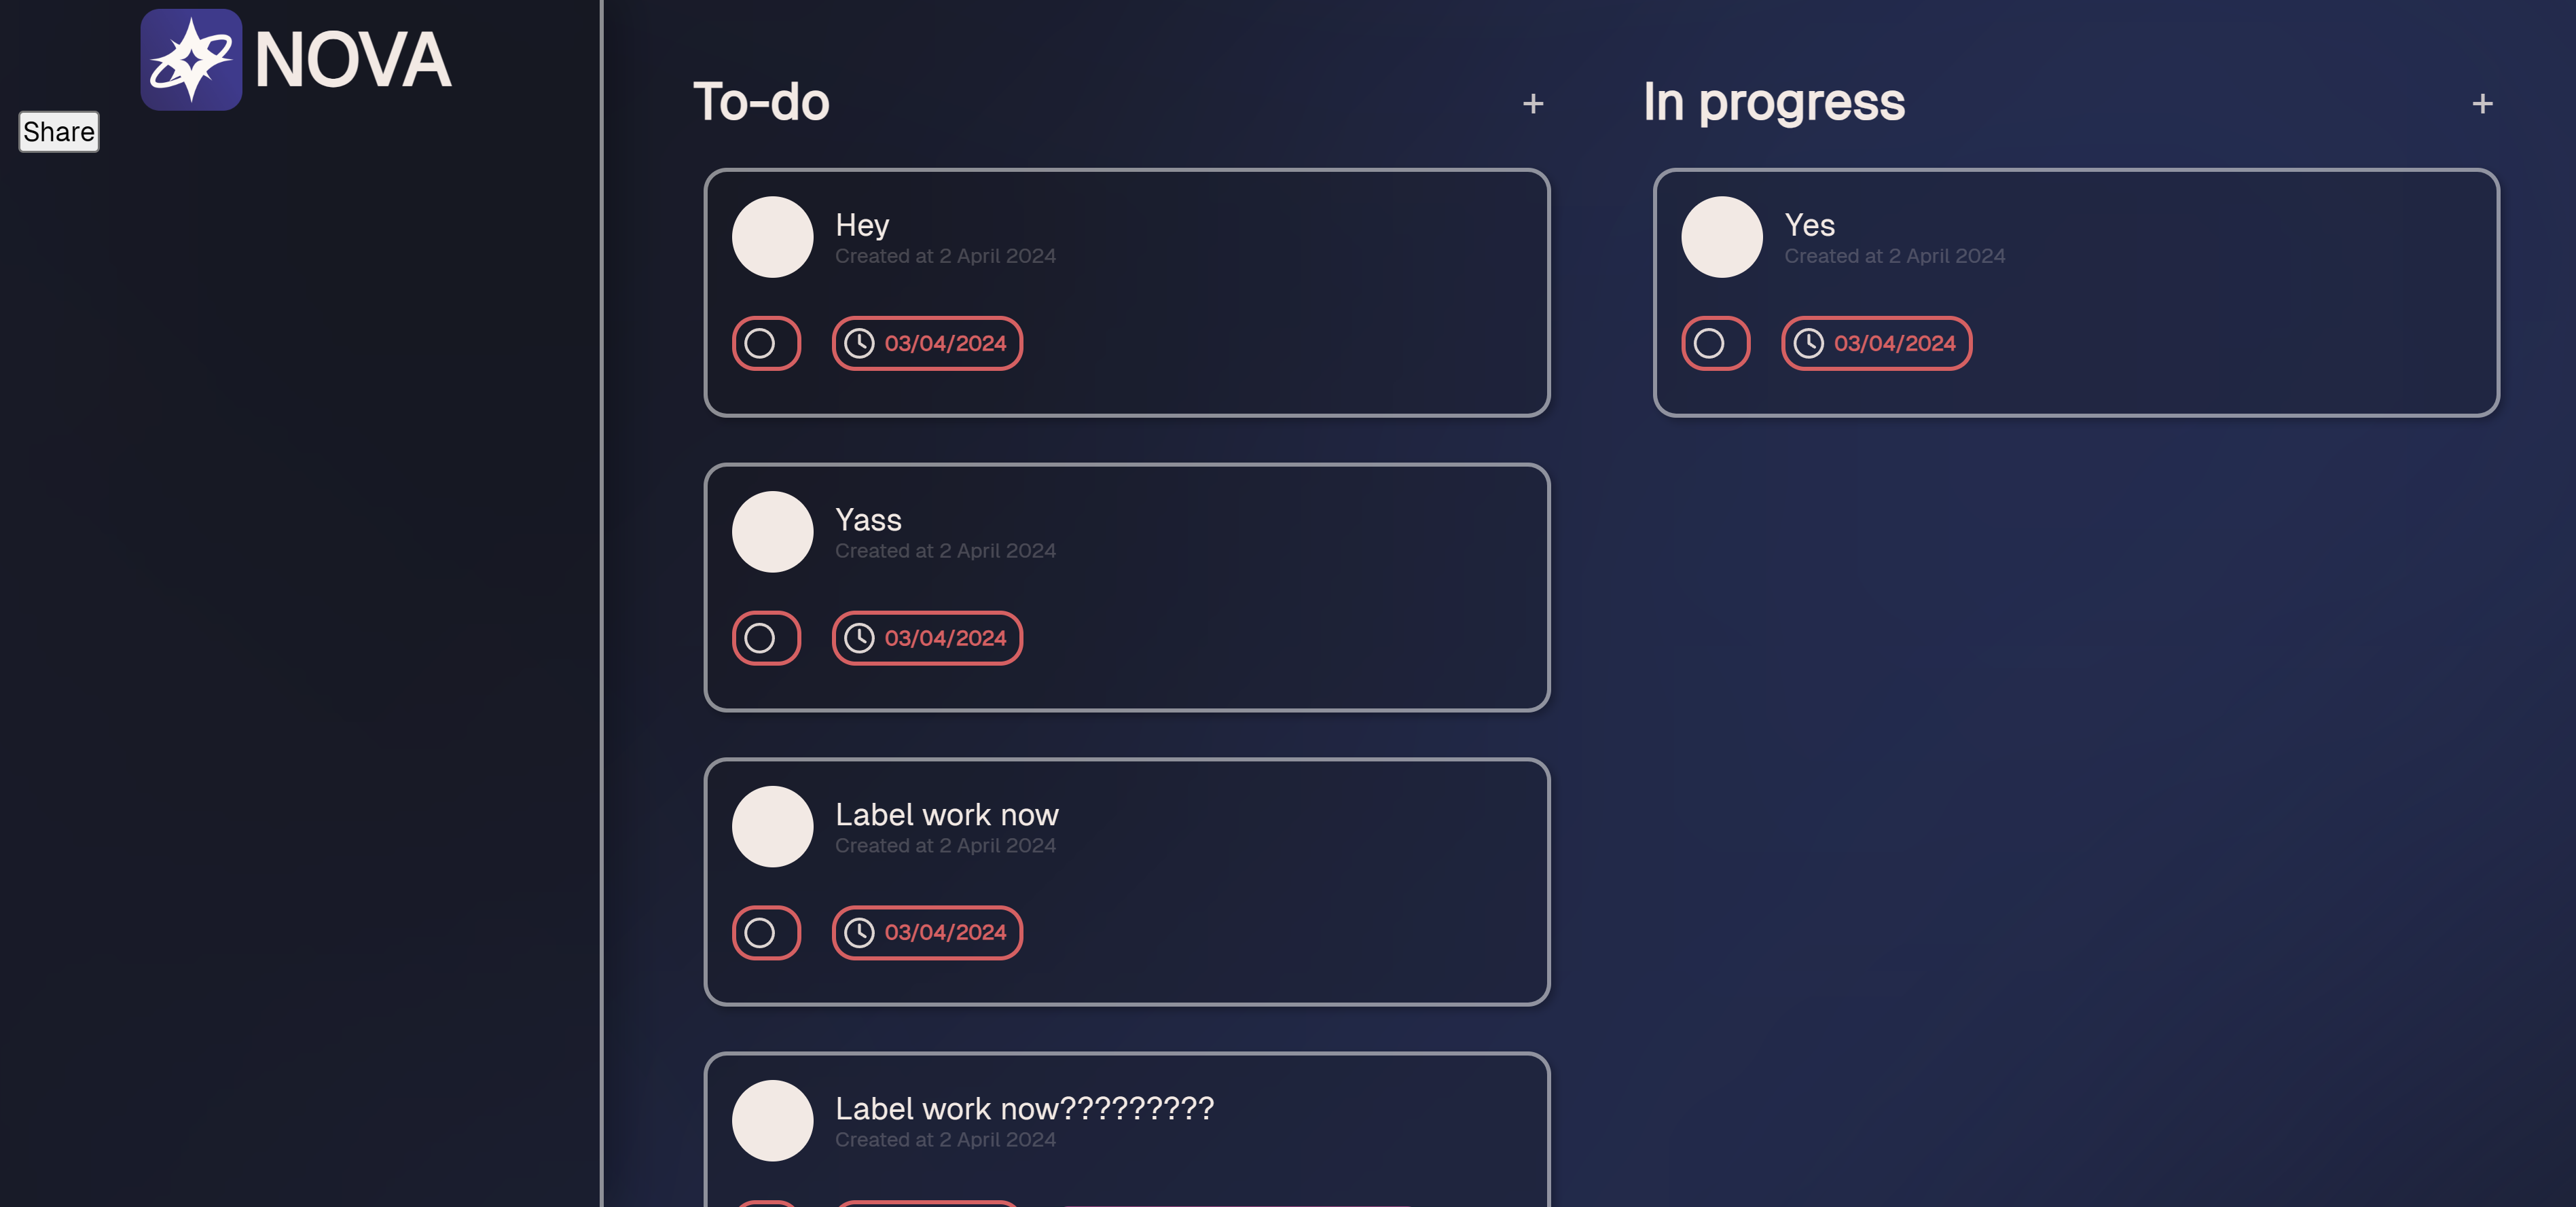 NOVA
Share
To-do +
Hey
Created at 2 April 2024
03/04/2024
Yass
Created at 2 April 2024
03/04/2024
Label work now
Created at 2 April 2024
03/04/2024
Label work now?????????
Created at 2 April 2024
In progress +
Yes
Created at 2 April 2024
03/04/2024